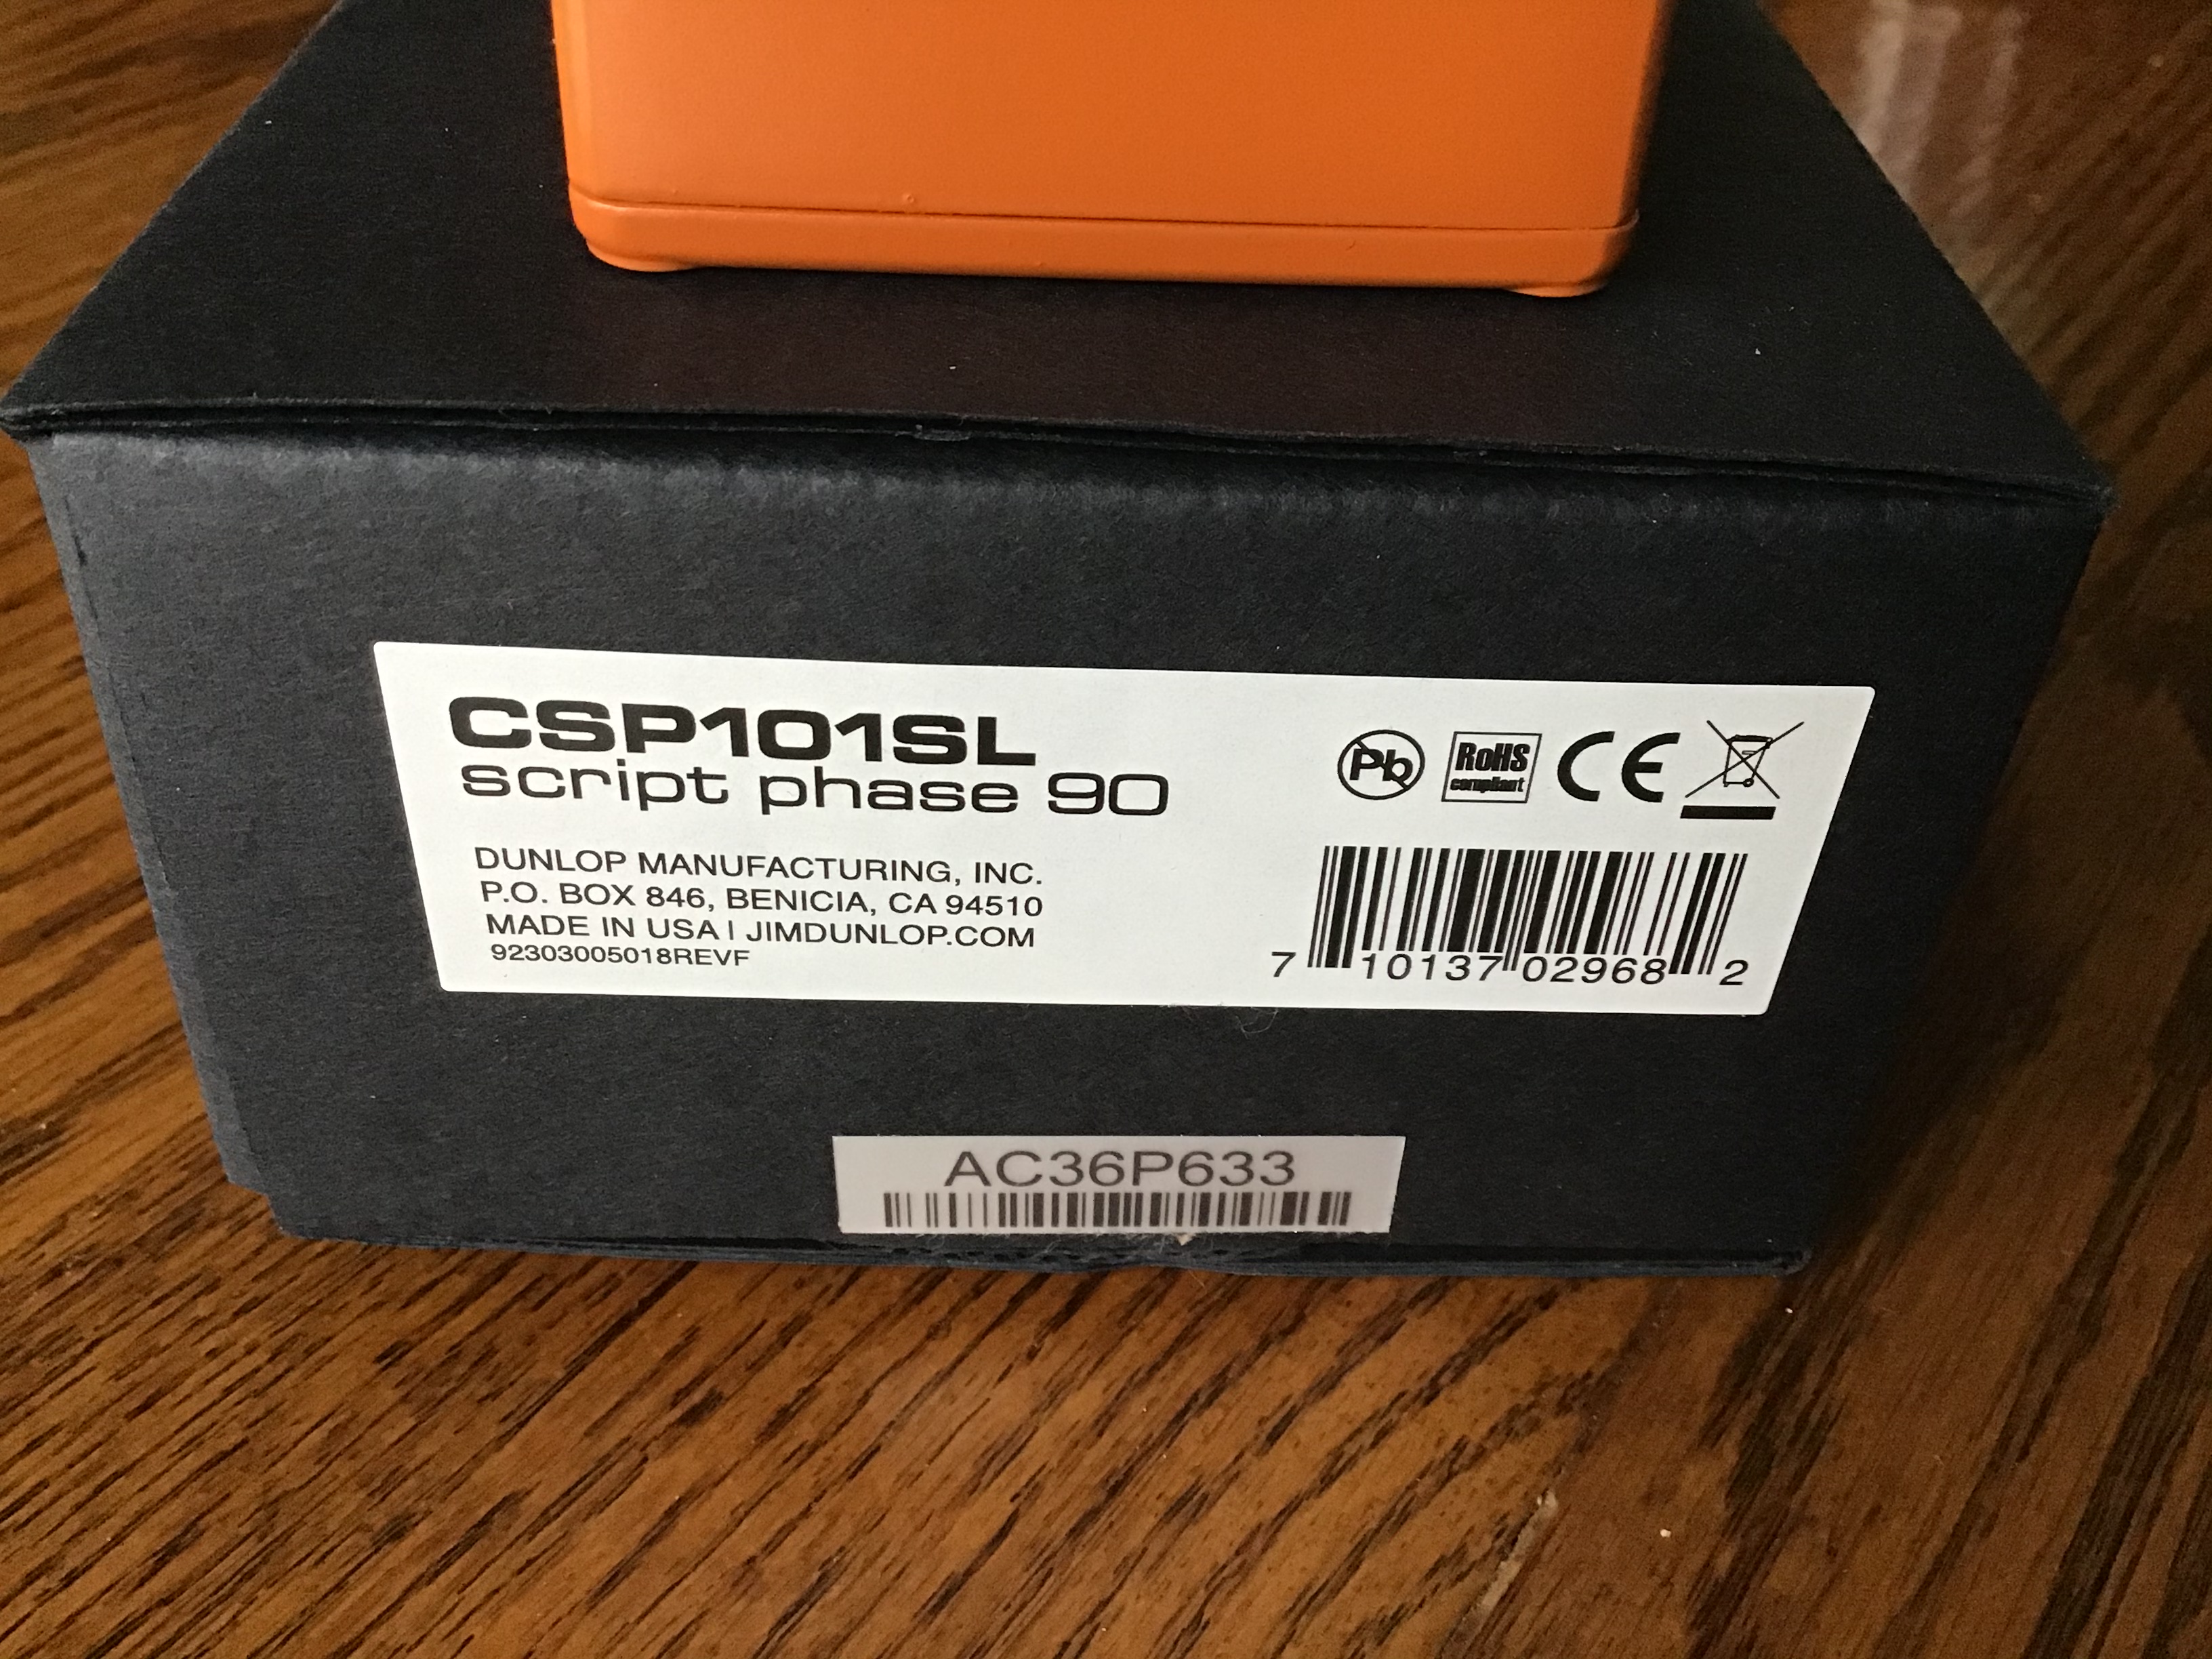 CSP101SL
script phase 90
DUNLOP MANUFACTURING, INC.
P.O. BOX 846, BENICIA, CA 94510
MADE IN USA | JIMDUNLOP.COM
92303005018REVF
Pb
RoHS
compliant
CE
7 10137 02968 2
AC36P633